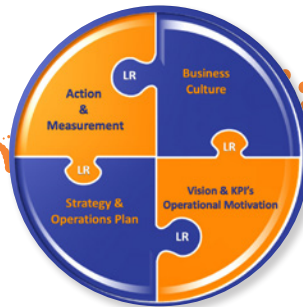 LR
Business
Culture
Action
&
Measurement
LR
LR
Strategy &
Operations Plan
Vision & KPI's
Operational Motivation
LR